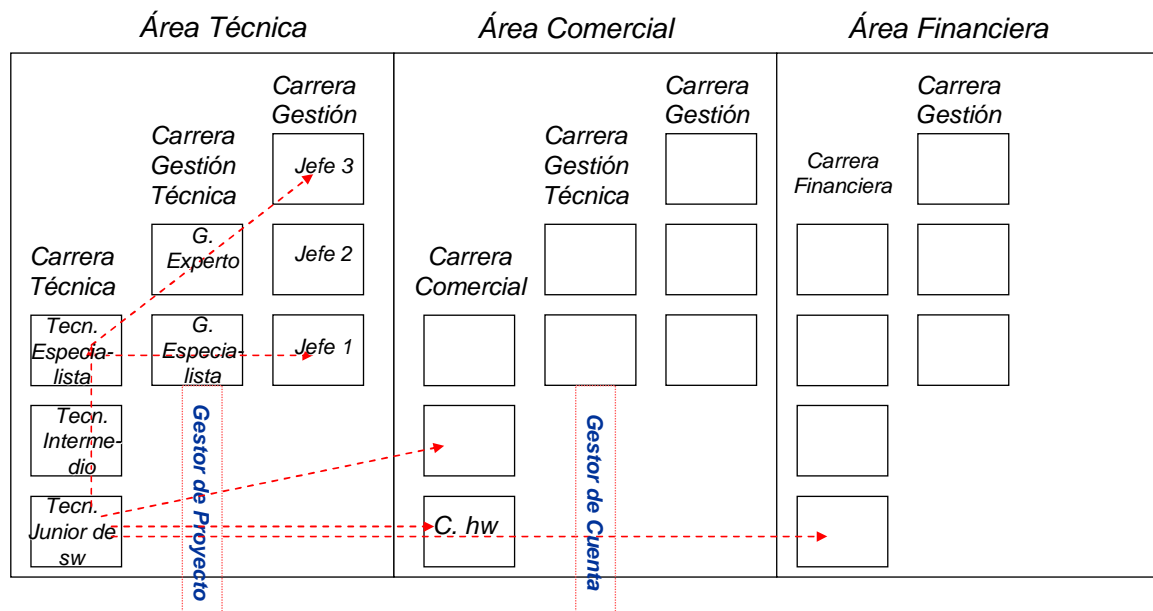 Área Técnica
Área Comercial
Área Financiera
Carrera
Gestión
Carrera
Gestión
Técnica
Carrera
Técnica
Jefe 3
G.
Experto
Jefe 2
Tecn.
Especia-
lista
G.
Especia-
lista
Jefe 1
Tecn.
Interme-
dio
Tecn.
Junior de
sw
Gestor de Proyecto
Carrera
Gestión
Carrera
Gestión
Técnica
Carrera
Comercial
C. hw
Gestor de Cuenta
Carrera
Gestión
Carrera
Financiera